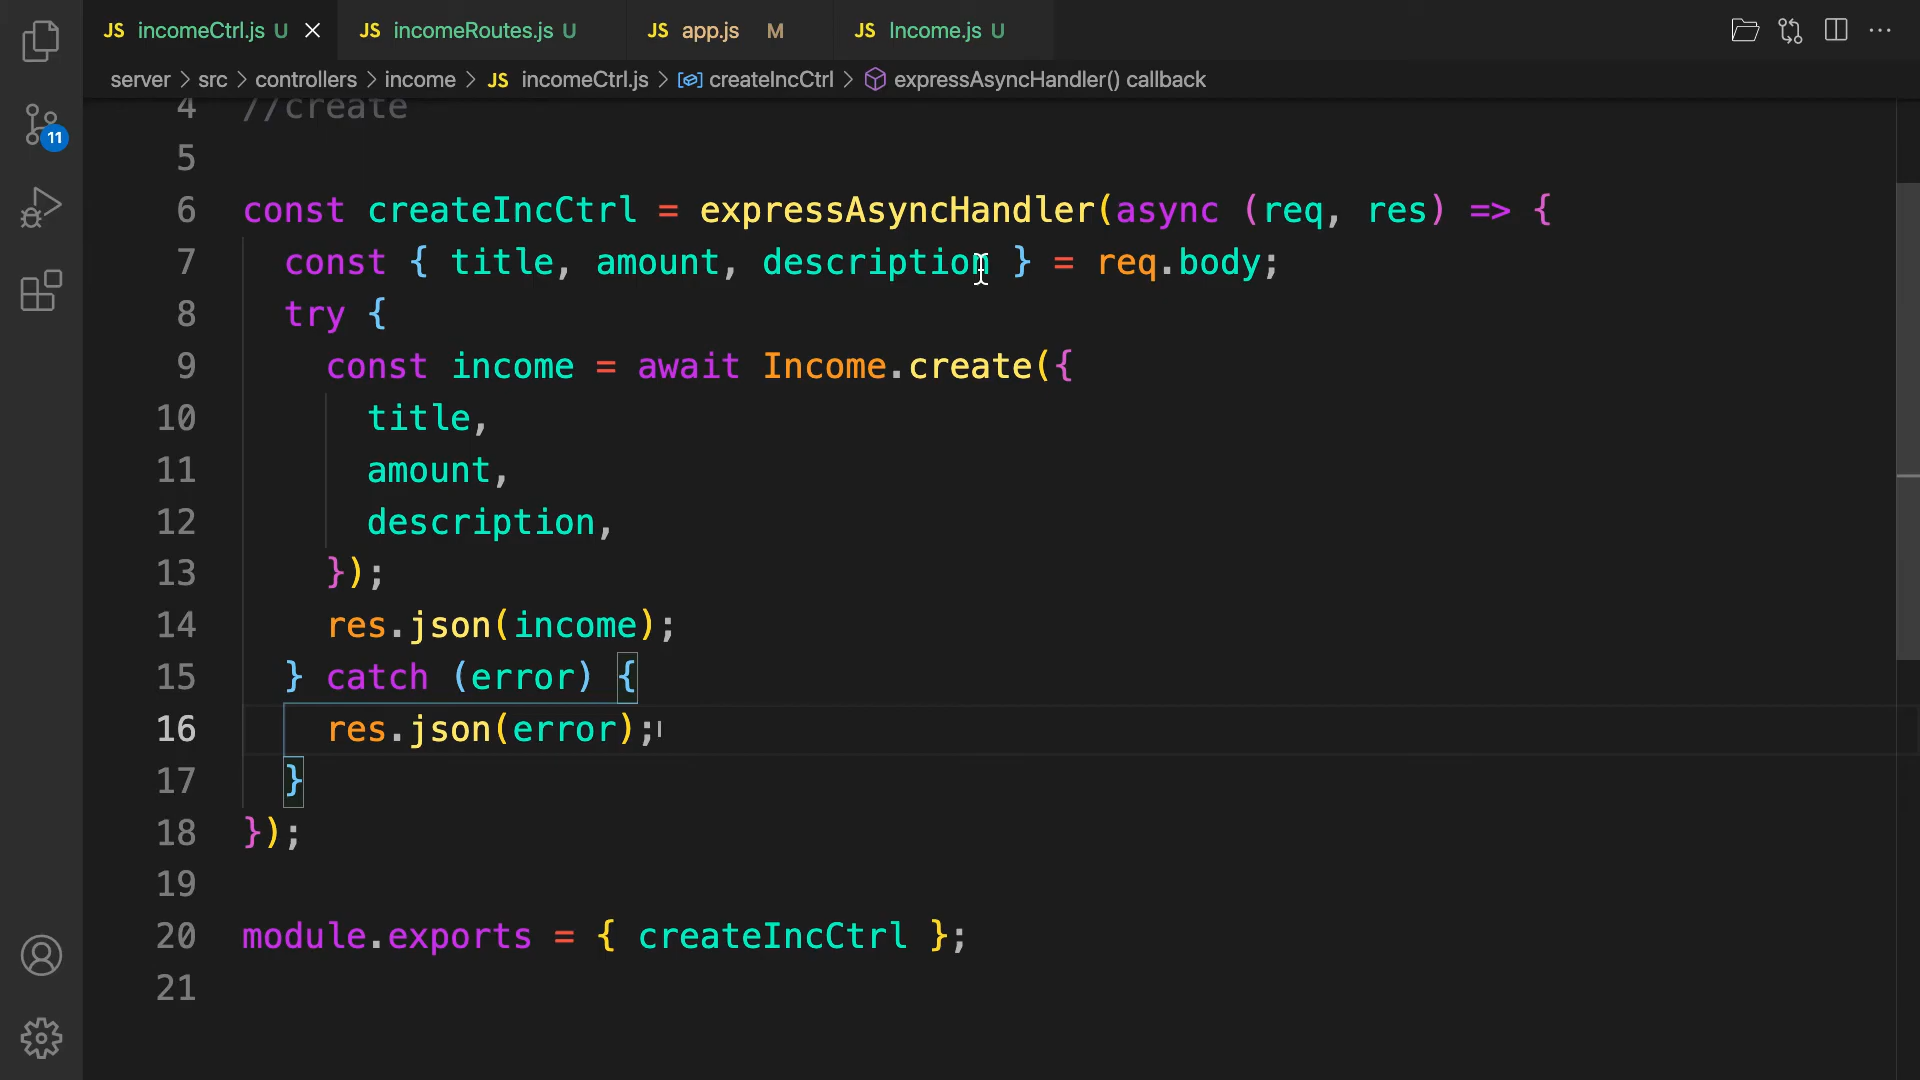 JS incomeCtrl.js U JS incomeRoutes.js U JS app.js M JS Income.js U
server > src > controllers > income > JS incomeCtrl.js > createIncCtrl > expressAsyncHandler() callback
11
4 //create
5
6 const createIncCtrl = expressAsyncHandler(async (req, res) => {
7 const { title, amount, description } = req.body;
8 try {
9 const income = await Income.create({
10 title,
11 amount,
12 description,
13 });
14 res.json(income);
15 } catch (error) {
16 res.json(error);
17 }
18 });
19
20 module.exports = { createIncCtrl };
21